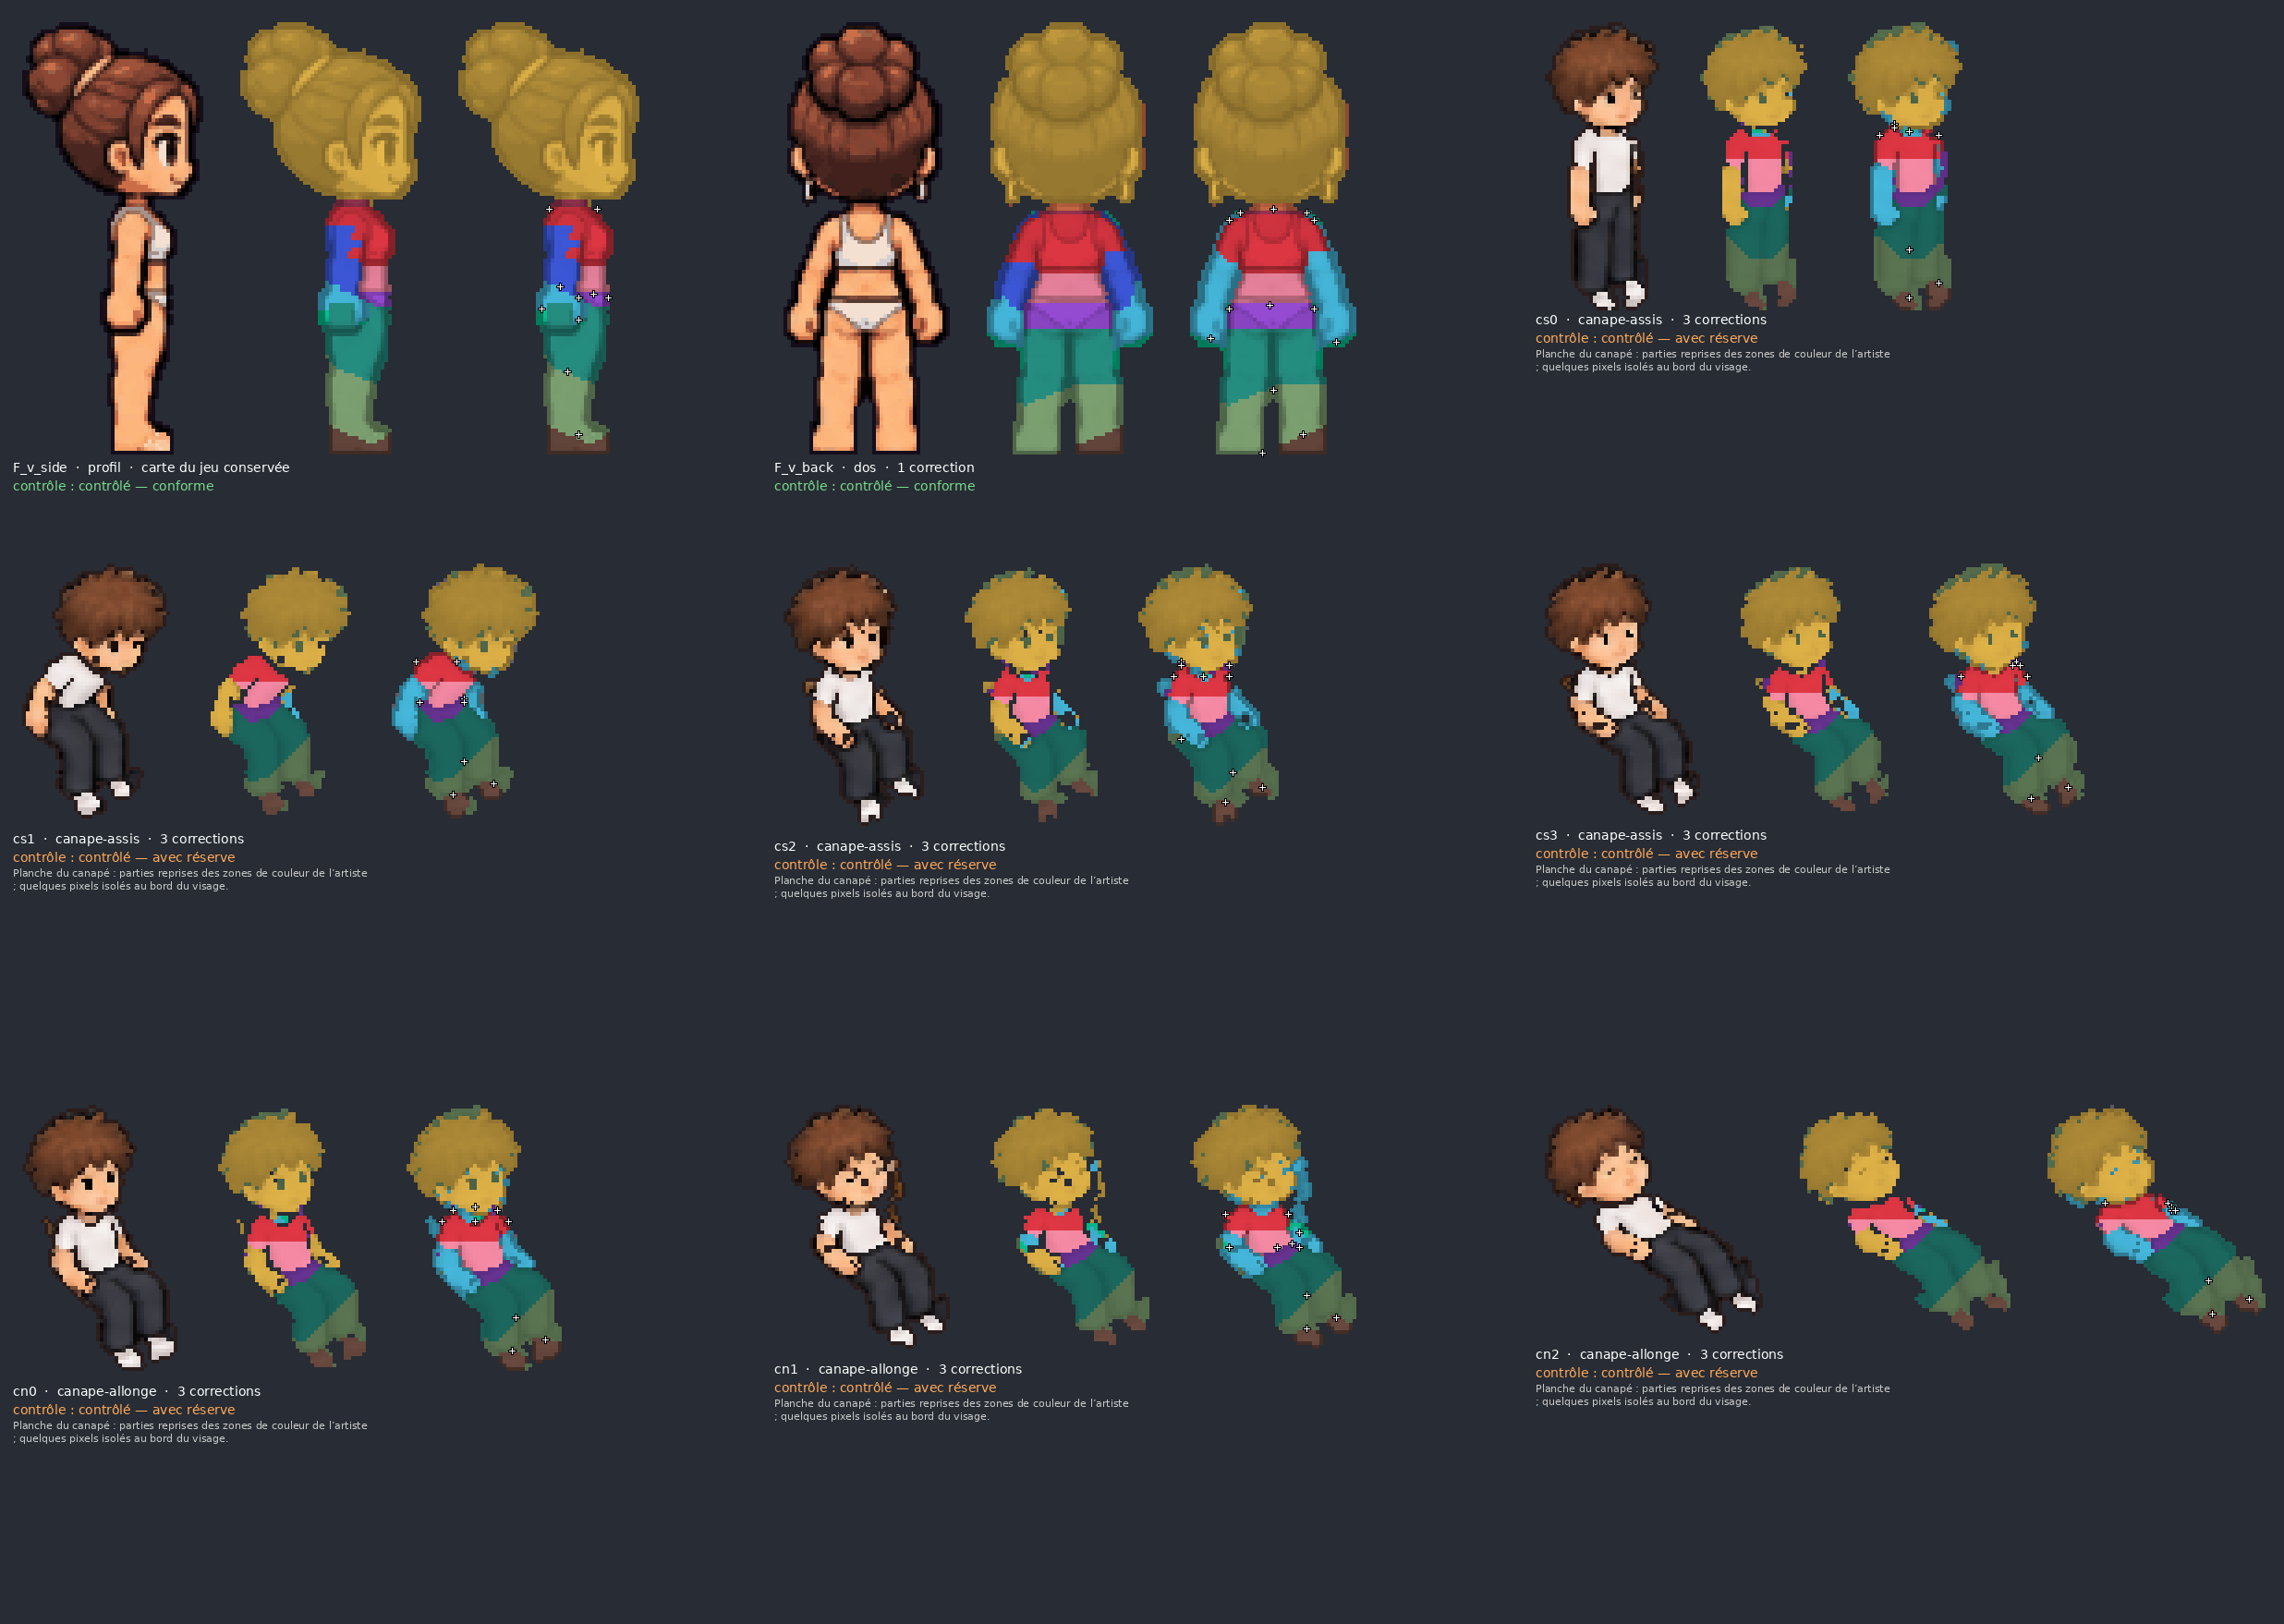 F_v_side · profil · carte du jeu conservée
contrôle : contrôlé — conforme
F_v_back · dos · 1 correction
contrôle : contrôlé — conforme
cs0 · canape-assis · 3 corrections
contrôle : contrôlé — avec réserve
Planche du canapé : parties reprises des zones de couleur de l’artiste
; quelques pixels isolés au bord du visage.
cs1 · canape-assis · 3 corrections
contrôle : contrôlé — avec réserve
Planche du canapé : parties reprises des zones de couleur de l’artiste
; quelques pixels isolés au bord du visage.
cs2 · canape-assis · 3 corrections
contrôle : contrôlé — avec réserve
Planche du canapé : parties reprises des zones de couleur de l’artiste
; quelques pixels isolés au bord du visage.
cs3 · canape-assis · 3 corrections
contrôle : contrôlé — avec réserve
Planche du canapé : parties reprises des zones de couleur de l’artiste
; quelques pixels isolés au bord du visage.
cn0 · canape-allonge · 3 corrections
contrôle : contrôlé — avec réserve
Planche du canapé : parties reprises des zones de couleur de l’artiste
; quelques pixels isolés au bord du visage.
cn1 · canape-allonge · 3 corrections
contrôle : contrôlé — avec réserve
Planche du canapé : parties reprises des zones de couleur de l’artiste
; quelques pixels isolés au bord du visage.
cn2 · canape-allonge · 3 corrections
contrôle : contrôlé — avec réserve
Planche du canapé : parties reprises des zones de couleur de l’artiste
; quelques pixels isolés au bord du visage.